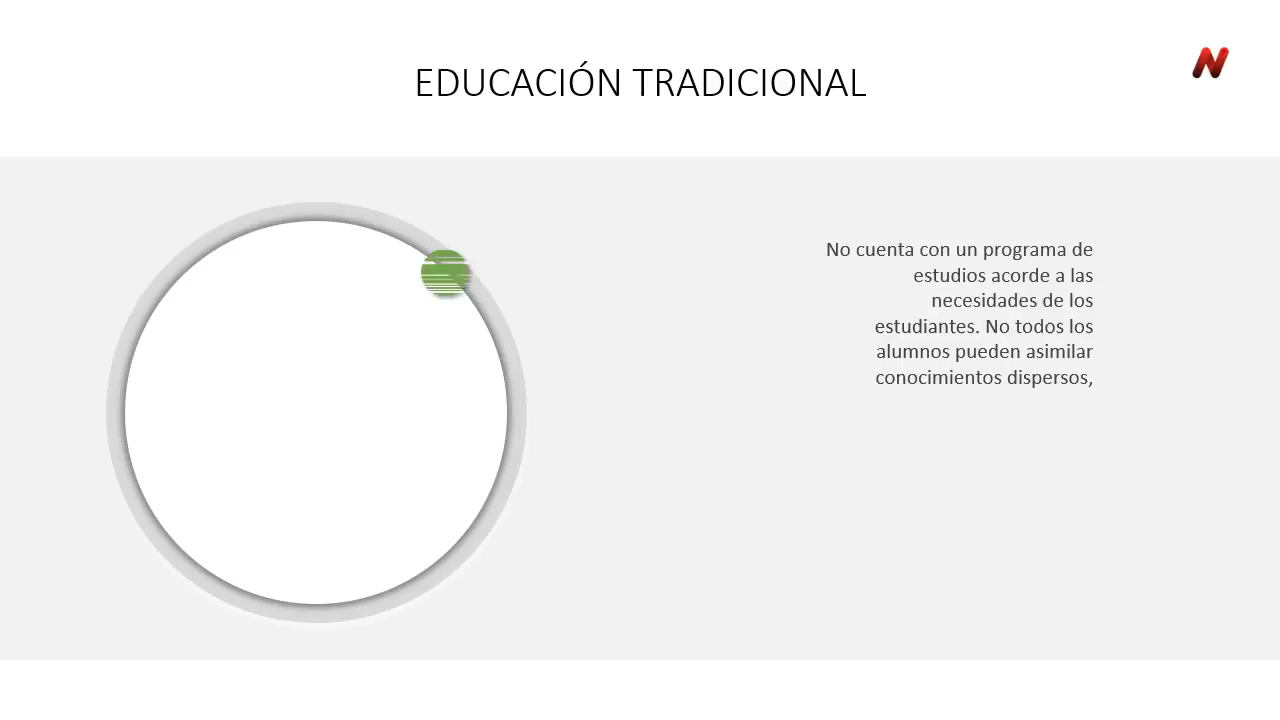 EDUCACIÓN TRADICIONAL
N
No cuenta con un programa de
estudios acorde a las
necesidades de los
estudiantes. No todos los
alumnos pueden asimilar
conocimientos dispersos,